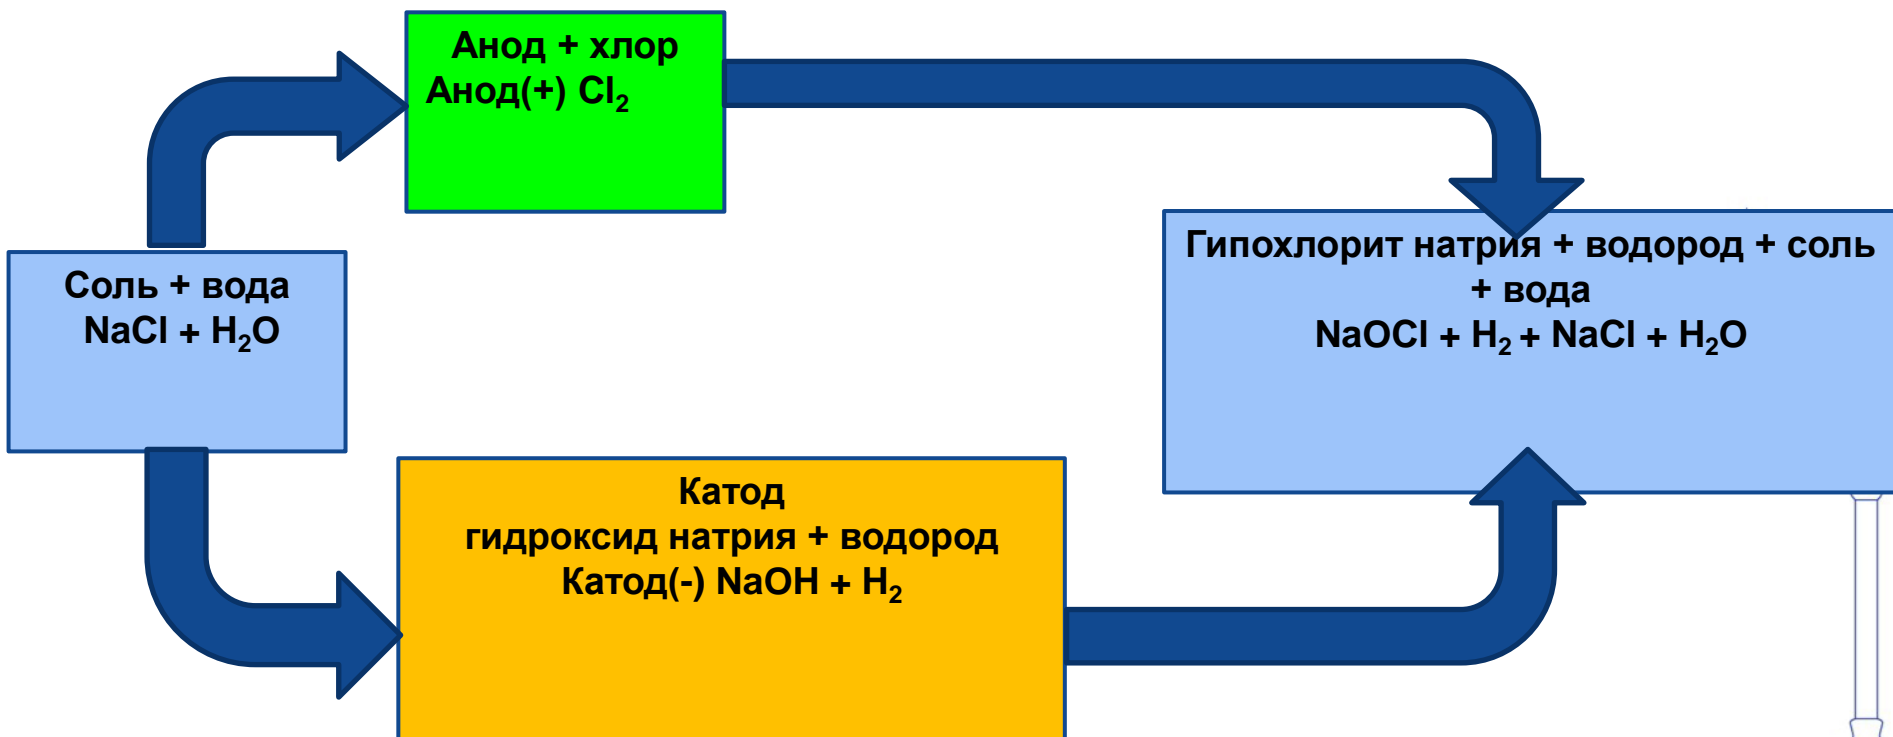 Анод + хлор
Анод(+) Cl₂
Соль + вода
NaCl + H₂O
Гипохлорит натрия + водород + соль
+ вода
NaOCl + H₂ + NaCl + H₂O
Катод
гидроксид натрия + водород
Катод(-) NaOH + H₂